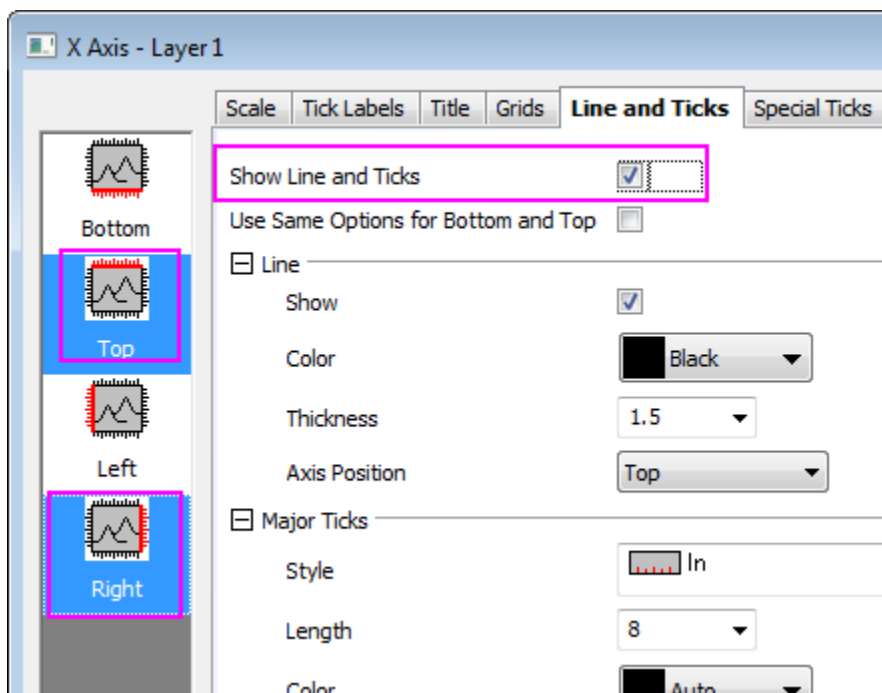 X Axis - Layer 1
Scale Tick Labels Title Grids Line and Ticks Special Ticks
Bottom
Top
Left
Right
Show Line and Ticks
Use Same Options for Bottom and Top
Line
Show
Color Black
Thickness 1.5
Axis Position Top
Major Ticks
Style In
Length 8
Color Auto